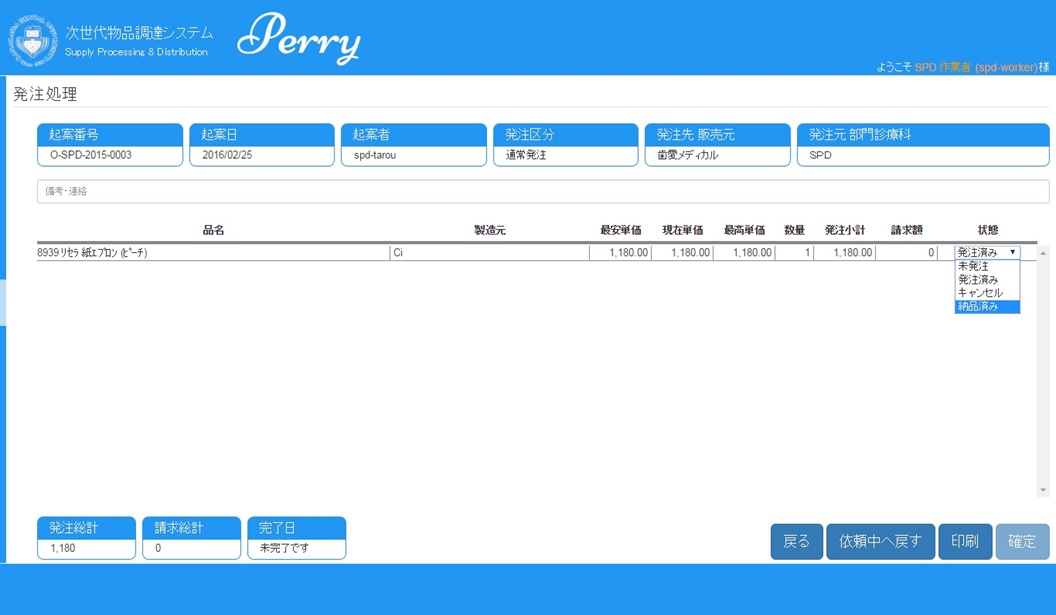 次世代物品調達システム
Supply Processing & Distribution
Perry
ようこそ SPD 作業者 (spd-worker)様
発注処理
起案番号 起案日 起案者 発注区分 発注先 販売元 発注元 部門診療科
O-SPD-2015-0003 2016/02/25 spd-tarou 通常発注 歯愛メディカル SPD
備考・連絡
品名 製造元 最安単価 現在単価 最高単価 数量 発注小計 請求額 状態
8939 ﾘｾﾗ 紙ｴﾌﾟﾛﾝ (ﾋﾟｰﾁ) Ci 1,180.00 1,180.00 1,180.00 1 1,180.00 0 発注済み
未発注
発注済み
キャンセル
納品済み
発注総計 請求総計 完了日
1,180 0 未完了です
戻る 依頼中へ戻す 印刷 確定